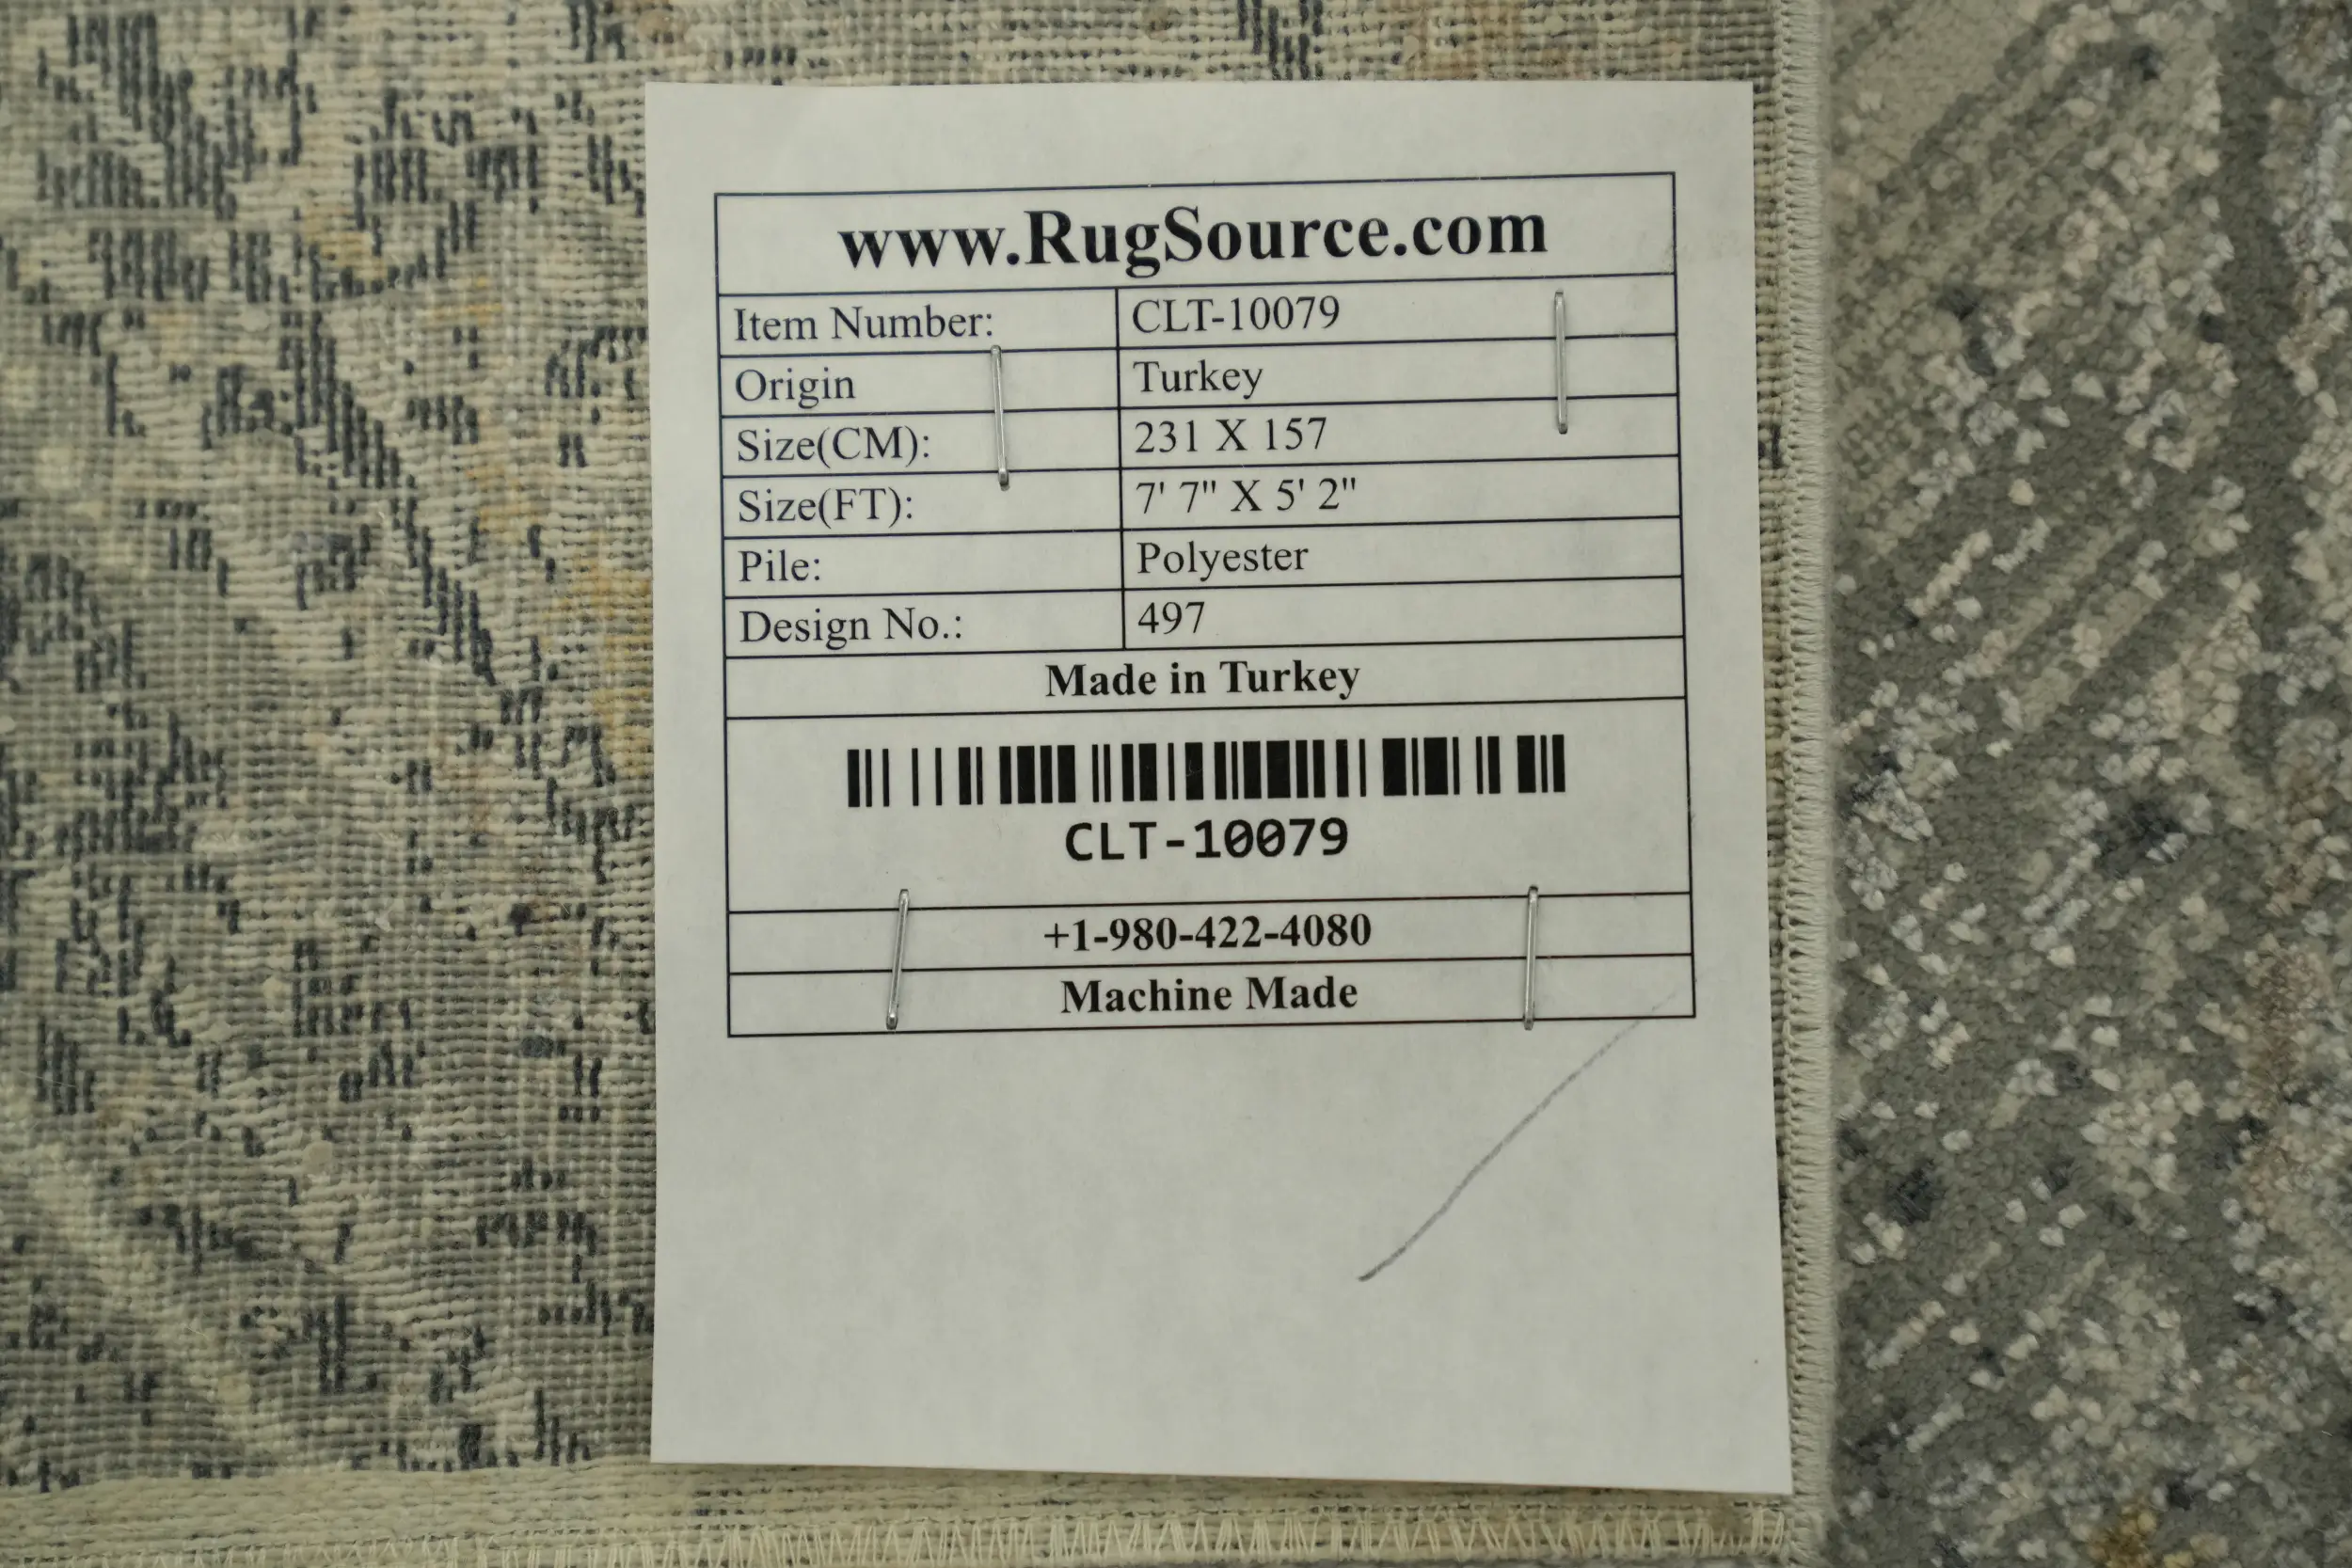 www.RugSource.com
Item Number: CLT-10079
Origin Turkey
Size(CM): 231 X 157
Size(FT): 7' 7" X 5' 2"
Pile: Polyester
Design No.: 497
Made in Turkey
CLT-10079
+1-980-422-4080
Machine Made